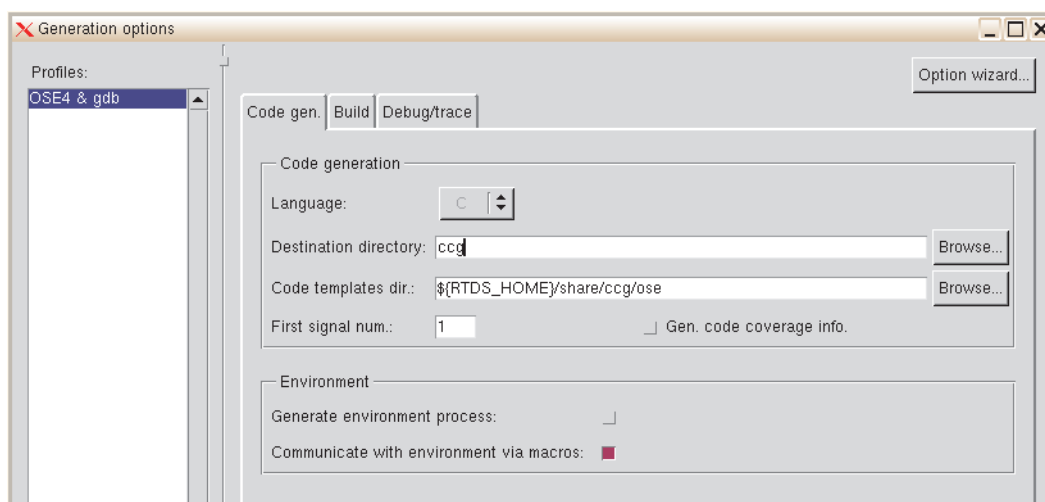 Generation options
Profiles:
OSE4 & gdb
Option wizard...
Code gen. Build Debug/trace
Code generation
Language: C
Destination directory: ccg Browse...
Code templates dir.: ${RTDS_HOME}/share/ccg/ose Browse...
First signal num.: 1 Gen. code coverage info.
Environment
Generate environment process:
Communicate with environment via macros: